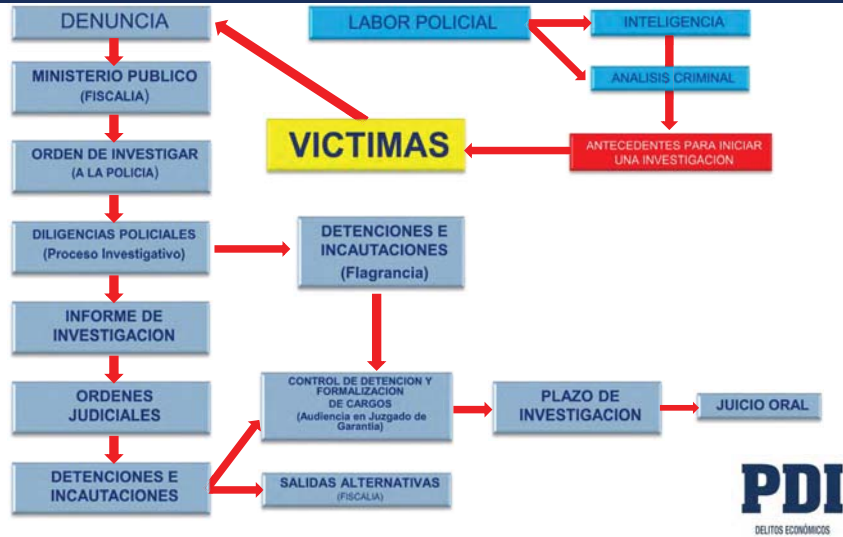 DENUNCIA
LABOR POLICIAL
INTELIGENCIA
ANALISIS CRIMINAL
MINISTERIO PUBLICO
(FISCALIA)
VICTIMAS
ANTECEDENTES PARA INICIAR
UNA INVESTIGACION
ORDEN DE INVESTIGAR
(A LA POLICIA)
DILIGENCIAS POLICIALES
(Proceso Investigativo)
DETENCIONES E
INCAUTACIONES
(Flagrancia)
INFORME DE
INVESTIGACION
ORDENES
JUDICIALES
CONTROL DE DETENCION Y
FORMALIZACION
DE CARGOS
(Audiencia en Juzgado de
Garantia)
PLAZO DE
INVESTIGACION
JUICIO ORAL
DETENCIONES E
INCAUTACIONES
SALIDAS ALTERNATIVAS
(FISCALIA)
PDI
DELITOS ECONÓMICOS